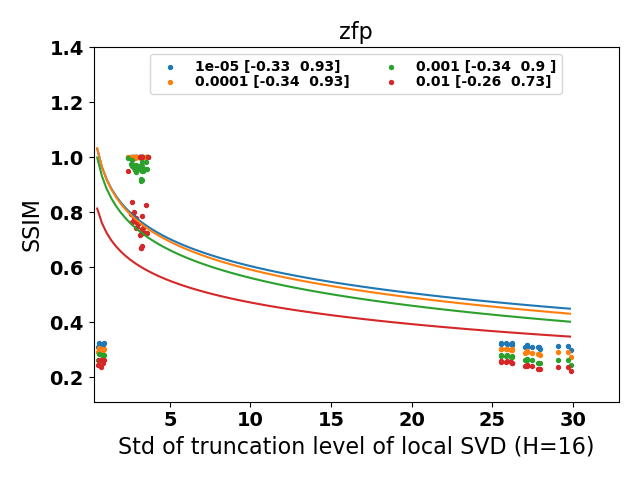 zfp
1e-05 [-0.33  0.93]
0.0001 [-0.34  0.93]
0.001 [-0.34  0.9 ]
0.01 [-0.26  0.73]
SSIM
1.4
1.2
1.0
0.8
0.6
0.4
0.2
5 10 15 20 25 30
Std of truncation level of local SVD (H=16)